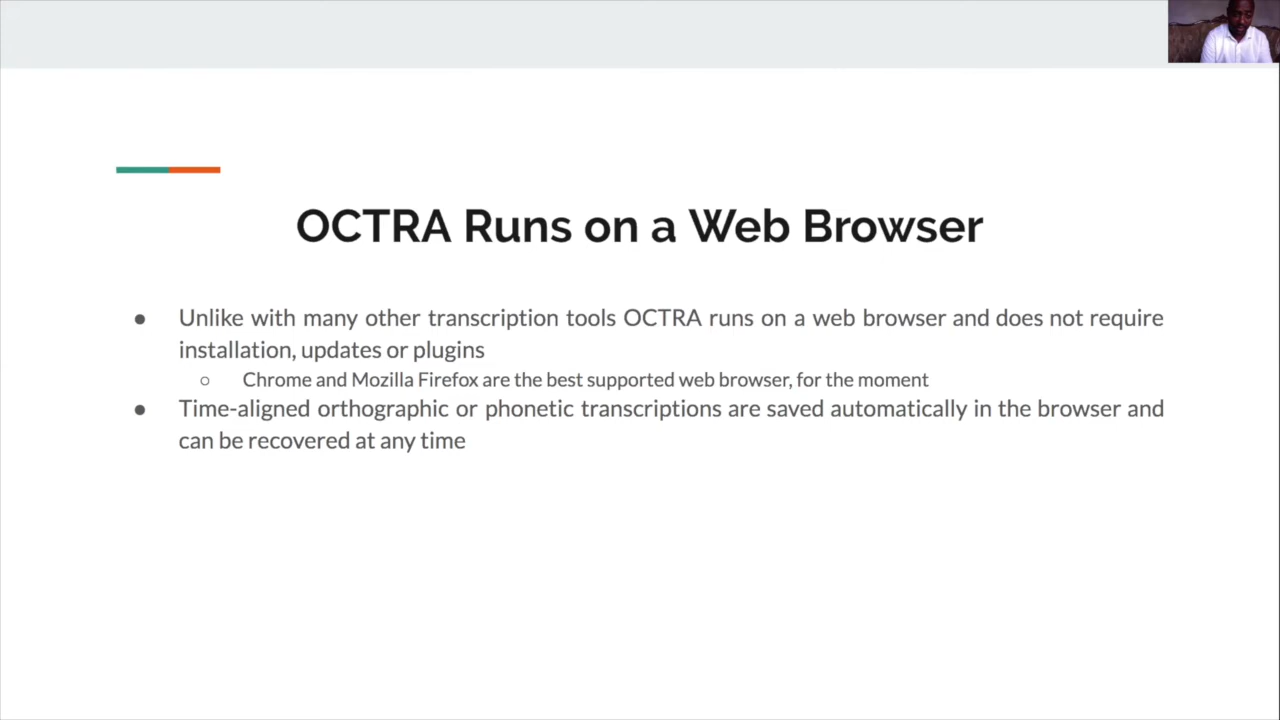 OCTRA Runs on a Web Browser
● Unlike with many other transcription tools OCTRA runs on a web browser and does not require
installation, updates or plugins
○ Chrome and Mozilla Firefox are the best supported web browser, for the moment
● Time-aligned orthographic or phonetic transcriptions are saved automatically in the browser and
can be recovered at any time